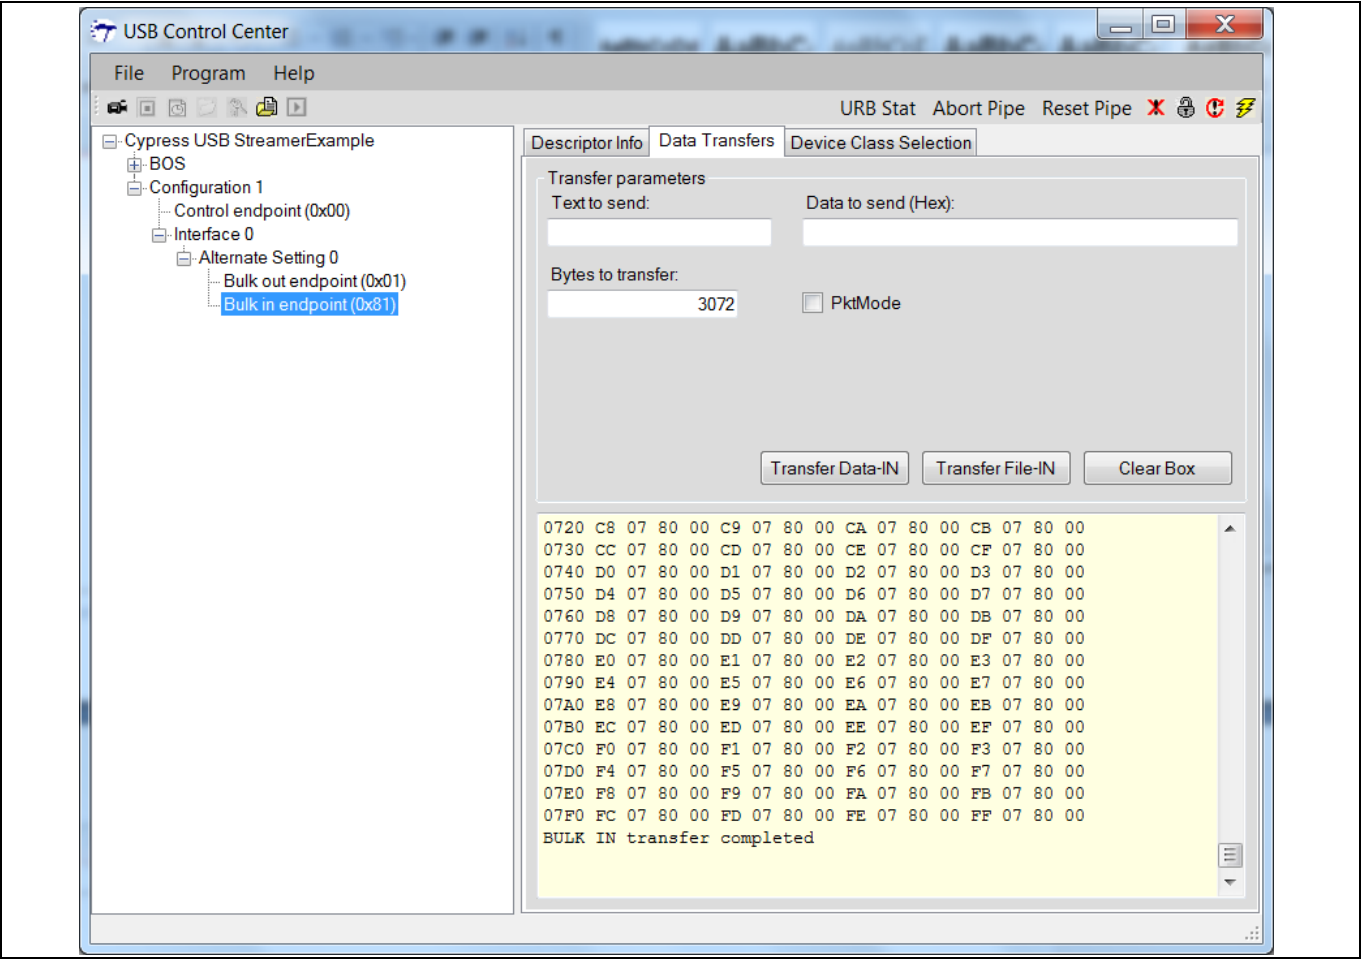 USB Control Center
File Program Help
URB Stat Abort Pipe Reset Pipe
Cypress USB StreamerExample
BOS
Configuration 1
Control endpoint (0x00)
Interface 0
Alternate Setting 0
Bulk out endpoint (0x01)
Bulk in endpoint (0x81)
Descriptor Info Data Transfers Device Class Selection
Transfer parameters
Text to send: Data to send (Hex):
Bytes to transfer:
3072 PktMode
Transfer Data-IN Transfer File-IN Clear Box
0720 C8 07 80 00 C9 07 80 00 CA 07 80 00 CB 07 80 00
0730 CC 07 80 00 CD 07 80 00 CE 07 80 00 CF 07 80 00
0740 D0 07 80 00 D1 07 80 00 D2 07 80 00 D3 07 80 00
0750 D4 07 80 00 D5 07 80 00 D6 07 80 00 D7 07 80 00
0760 D8 07 80 00 D9 07 80 00 DA 07 80 00 DB 07 80 00
0770 DC 07 80 00 DD 07 80 00 DE 07 80 00 DF 07 80 00
0780 E0 07 80 00 E1 07 80 00 E2 07 80 00 E3 07 80 00
0790 E4 07 80 00 E5 07 80 00 E6 07 80 00 E7 07 80 00
07A0 E8 07 80 00 E9 07 80 00 EA 07 80 00 EB 07 80 00
07B0 EC 07 80 00 ED 07 80 00 EE 07 80 00 EF 07 80 00
07C0 F0 07 80 00 F1 07 80 00 F2 07 80 00 F3 07 80 00
07D0 F4 07 80 00 F5 07 80 00 F6 07 80 00 F7 07 80 00
07E0 F8 07 80 00 F9 07 80 00 FA 07 80 00 FB 07 80 00
07F0 FC 07 80 00 FD 07 80 00 FE 07 80 00 FF 07 80 00
BULK IN transfer completed